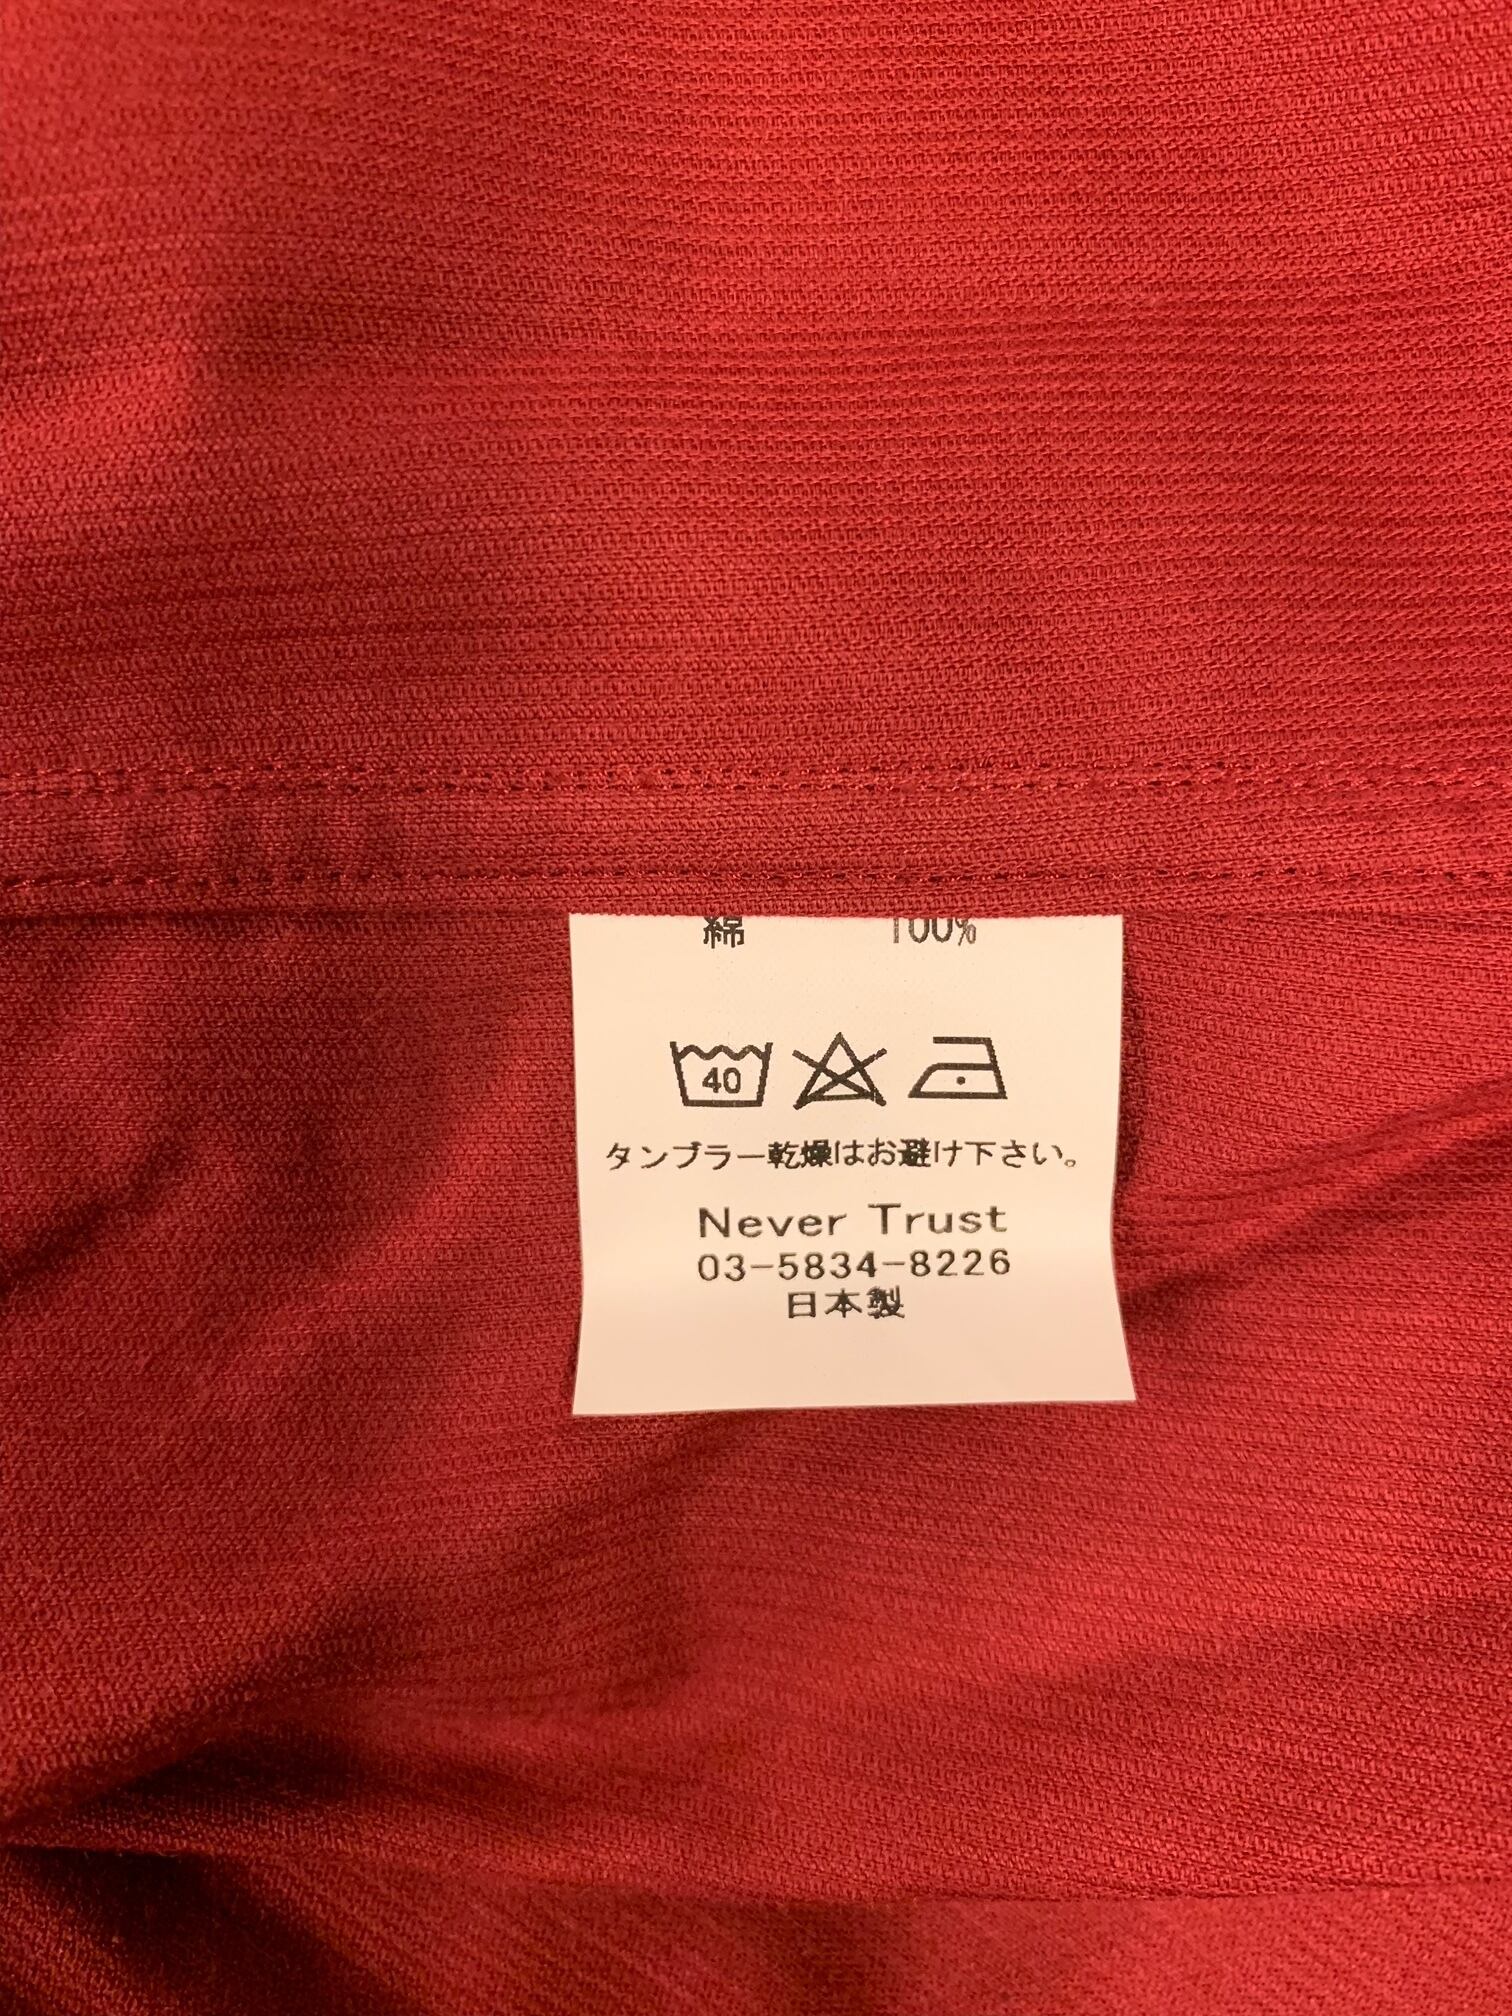 綿 100%
40
タンブラー乾燥はお避け下さい。
Never Trust
03-5834-8226
日本製